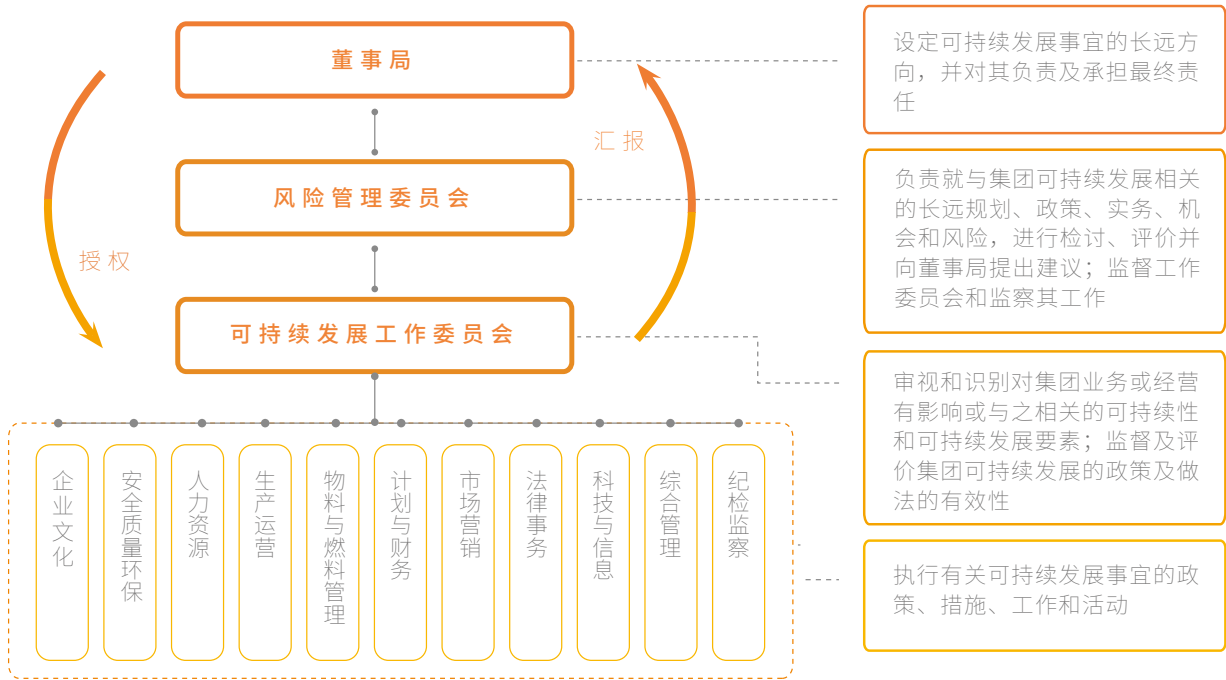 董事局
设定可持续发展事宜的长远方
向，并对其负责及承担最终责
任
汇报
风险管理委员会
负责就与集团可持续发展相关
的长远规划、政策、实务、机
会和风险，进行检讨、评价并
向董事局提出建议；监督工作
委员会和监察其工作
授权
可持续发展工作委员会
审视和识别对集团业务或经营
有影响或与之相关的可持续性
和可持续发展要素；监督及评
价集团可持续发展的政策及做
法的有效性
企业文化
安全质量环保
人力资源
生产运营
物料与燃料管理
计划与财务
市场营销
法律事务
科技与信息
综合管理
纪检监察
执行有关可持续发展事宜的政
策、措施、工作和活动